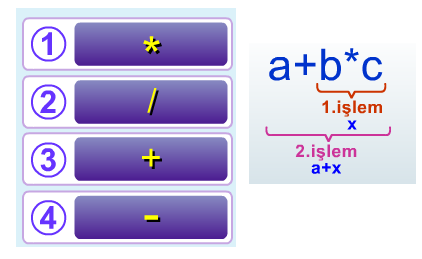 1 *
2 /
3 +
4 -
a+b*c
1.işlem
x
2.işlem
a+x